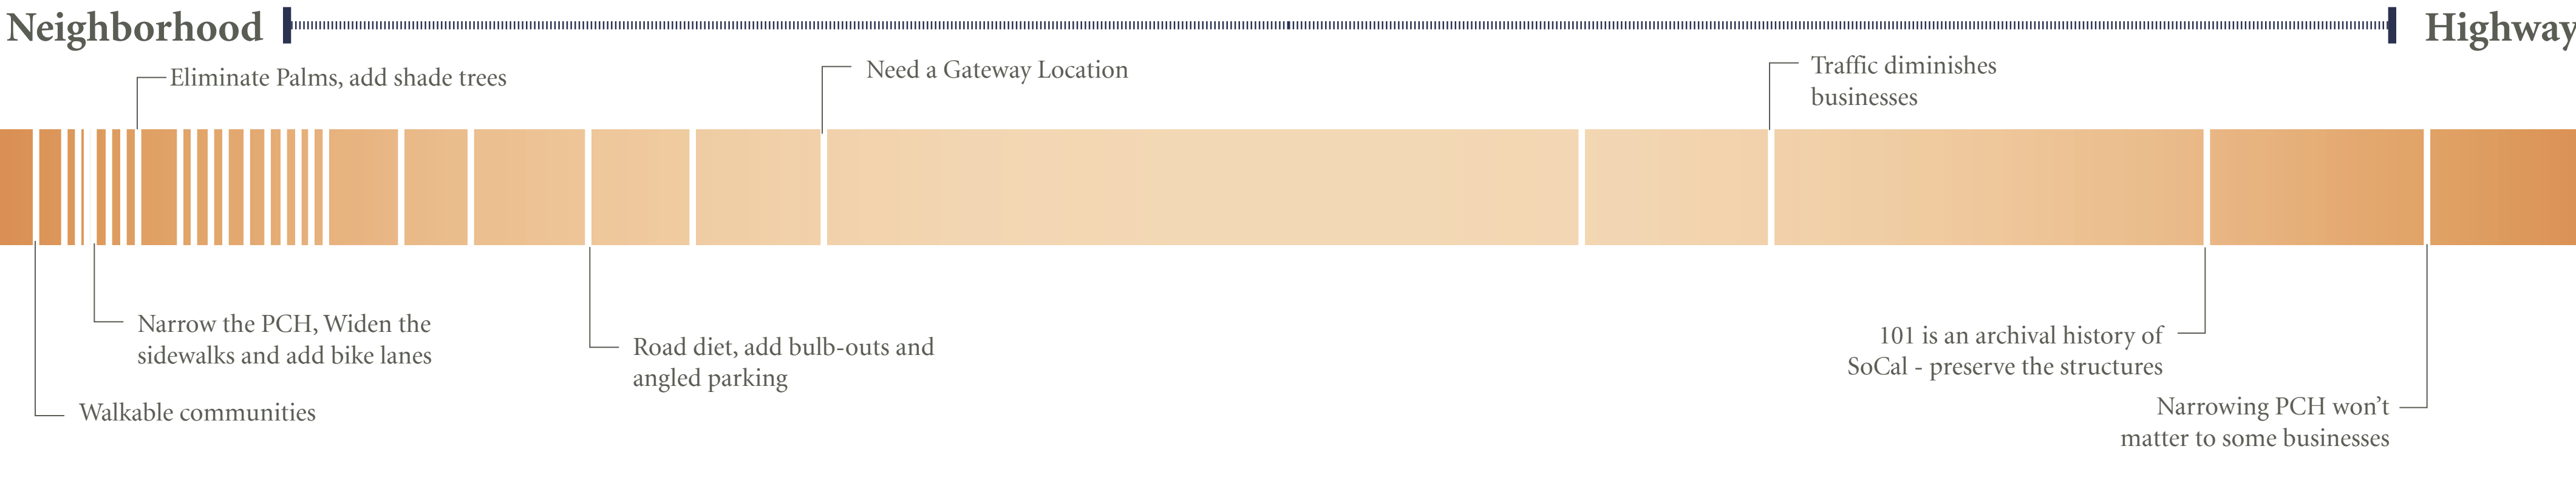 Neighborhood
Highway
Eliminate Palms, add shade trees
Need a Gateway Location
Traffic diminishes
businesses
Narrow the PCH, Widen the
sidewalks and add bike lanes
Walkable communities
Road diet, add bulb-outs and
angled parking
101 is an archival history of
SoCal - preserve the structures
Narrowing PCH won’t
matter to some businesses